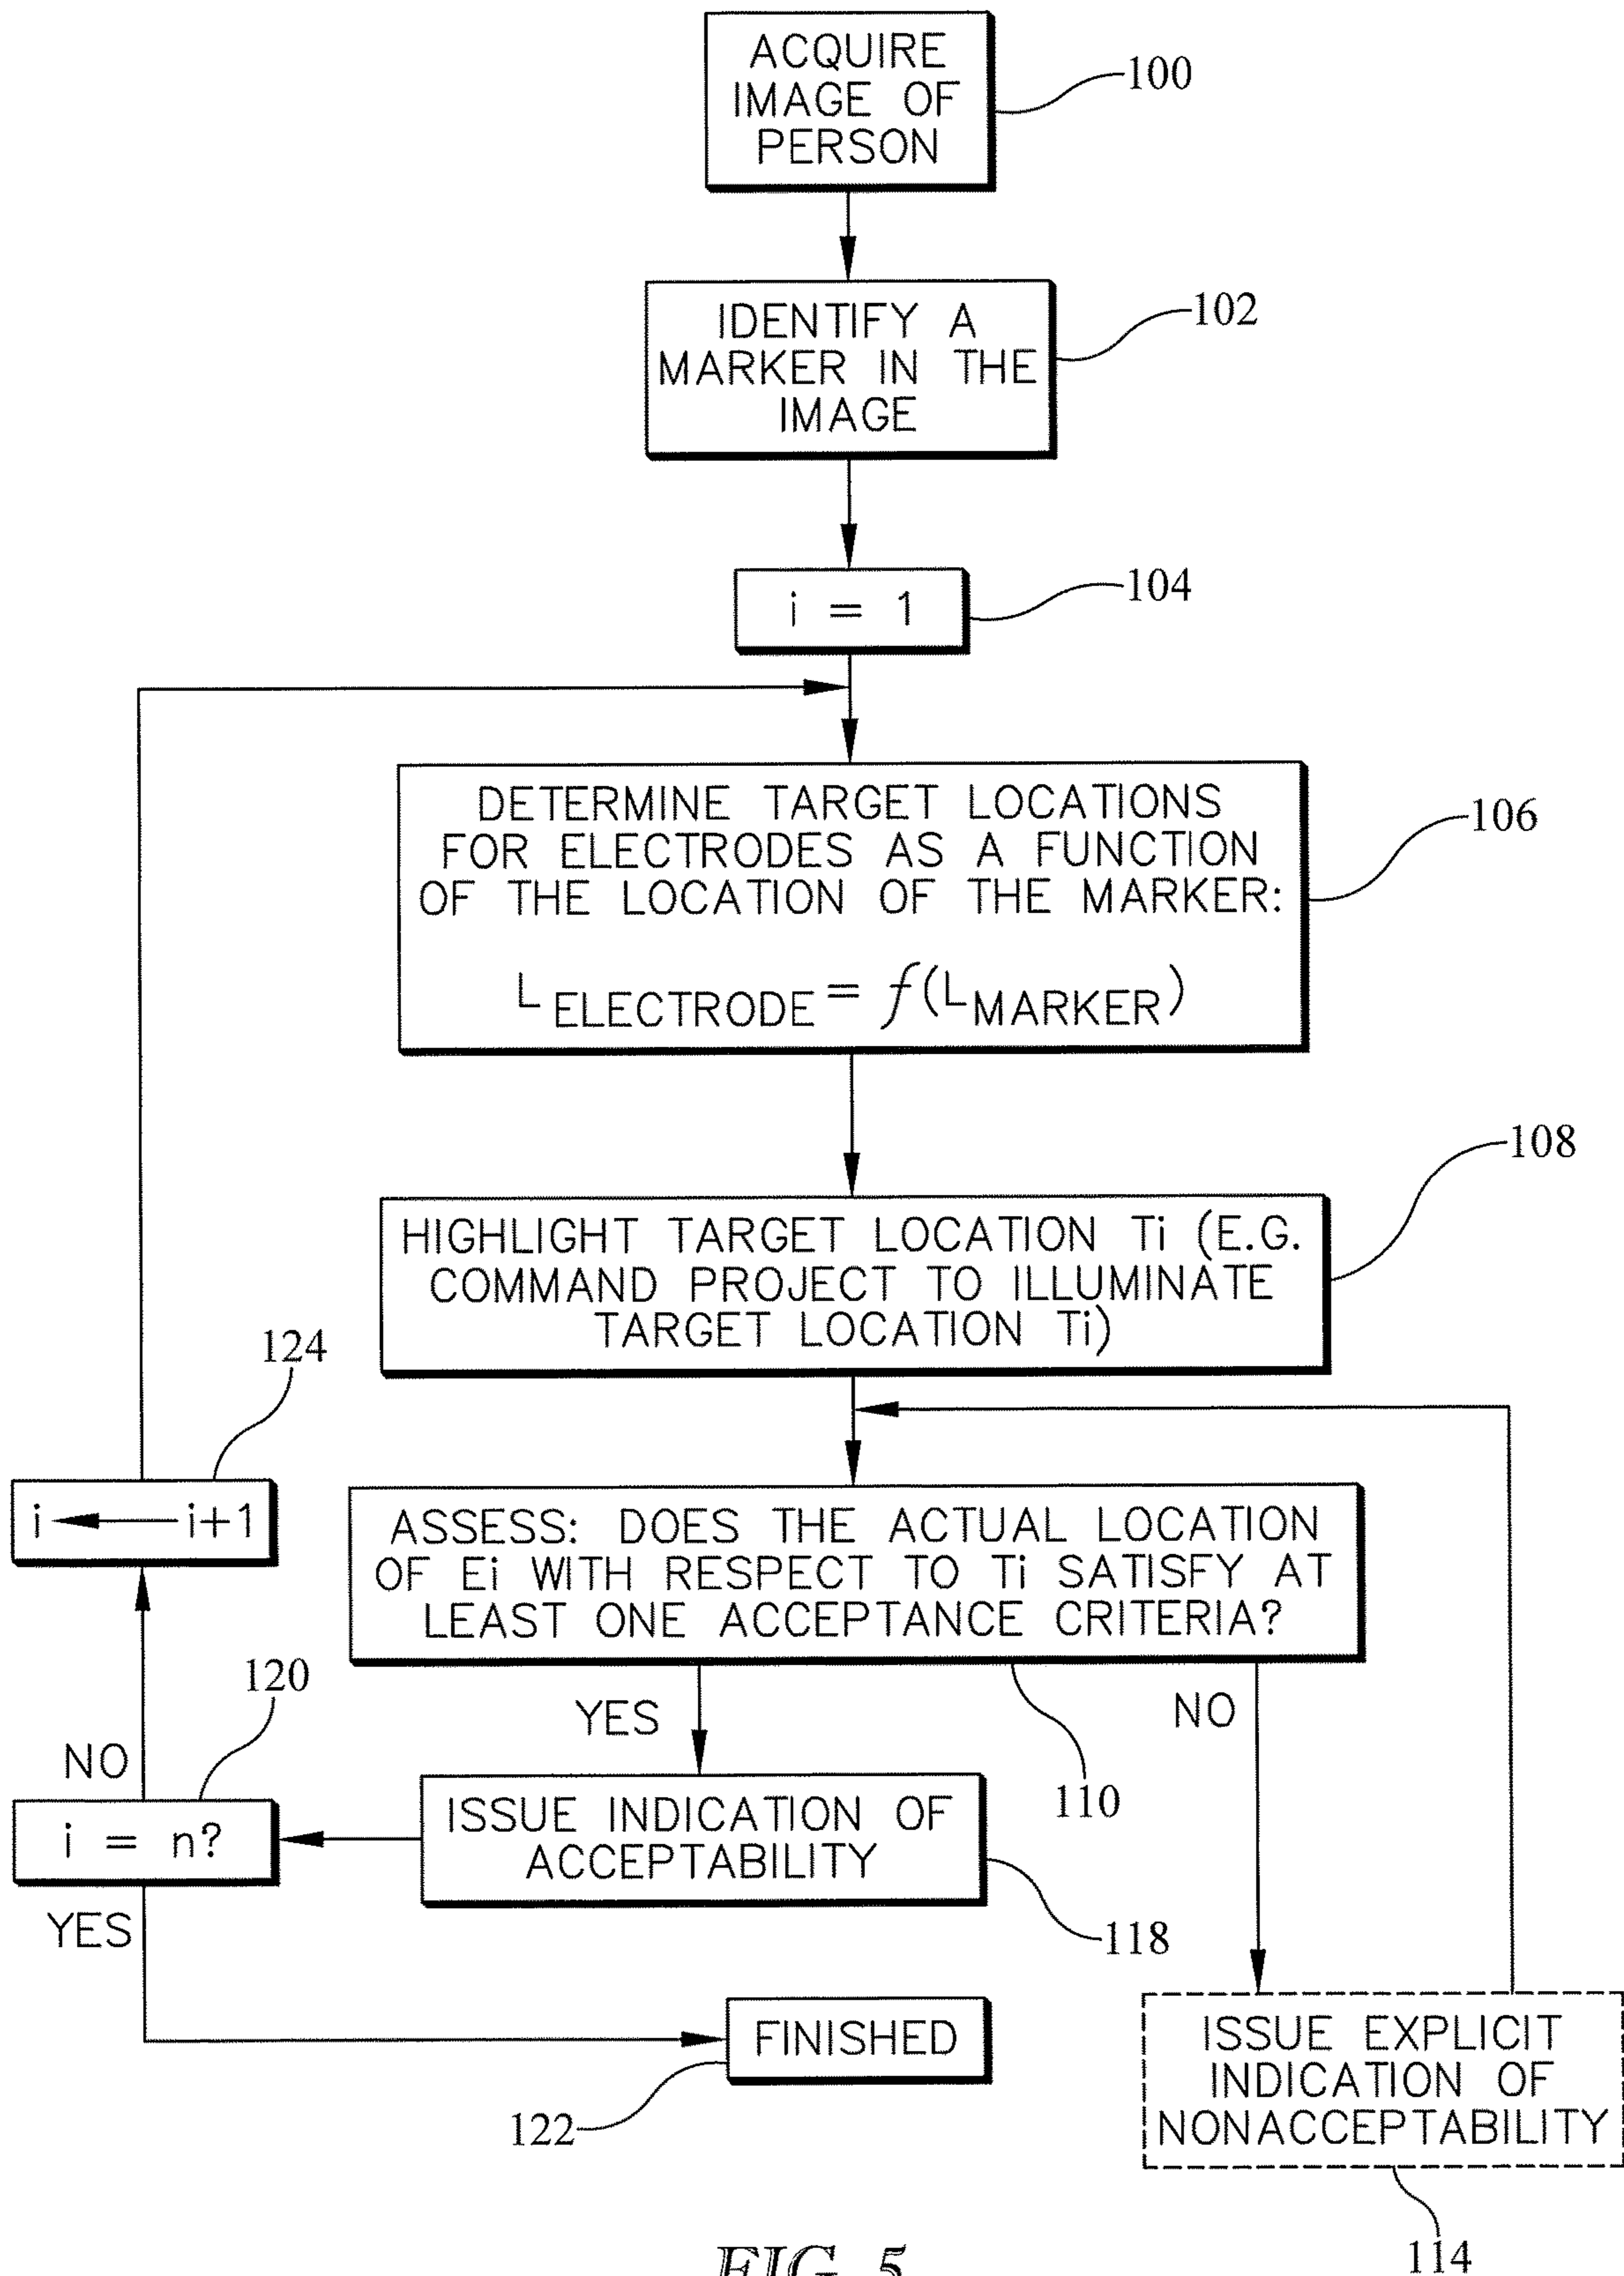 ACQUIRE
IMAGE OF
PERSON
100
IDENTIFY A
MARKER IN THE
IMAGE
102
i = 1
104
DETERMINE TARGET LOCATIONS
FOR ELECTRODES AS A FUNCTION
OF THE LOCATION OF THE MARKER:
L ELECTRODE = f(L MARKER)
106
HIGHLIGHT TARGET LOCATION Ti (E.G.
COMMAND PROJECT TO ILLUMINATE
TARGET LOCATION Ti)
108
124
i ← i+1
ASSESS: DOES THE ACTUAL LOCATION
OF Ei WITH RESPECT TO Ti SATISFY AT
LEAST ONE ACCEPTANCE CRITERIA?
110
YES
NO
120
NO
i = n?
YES
ISSUE INDICATION OF
ACCEPTABILITY
118
FINISHED
122
ISSUE EXPLICIT
INDICATION OF
NONACCEPTABILITY
114
FIG. 5